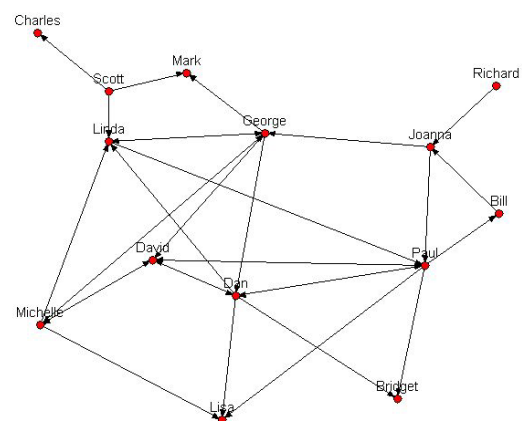 Charles
Mark
Scott
Richard
George
Linda
Joanna
Bill
David
Paul
Dan
Michelle
Bridget
Lisa